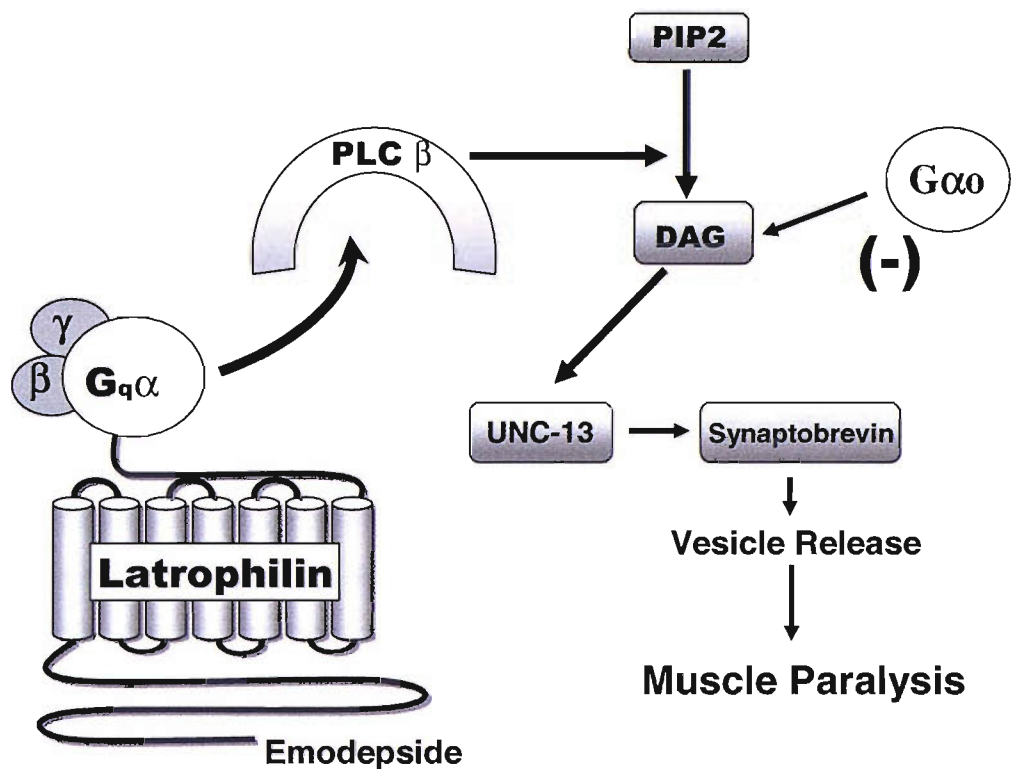 PIP2
PLC β
Gαo
DAG
(-)
γ
β
Gqα
UNC-13
Synaptobrevin
Vesicle Release
Latrophilin
Muscle Paralysis
Emodepside